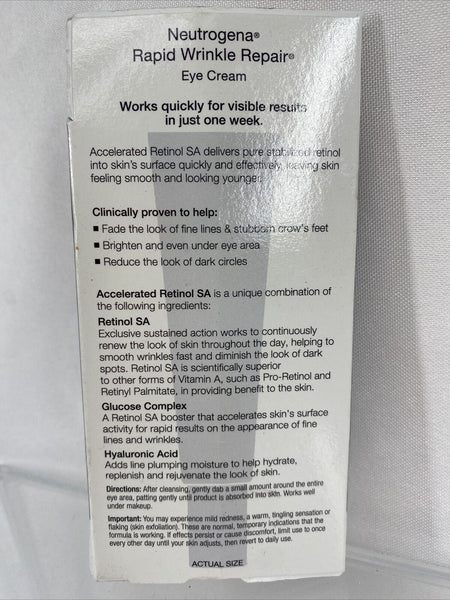 Neutrogena®
Rapid Wrinkle Repair®
Eye Cream
Works quickly for visible results
in just one week.
Accelerated Retinol SA delivers pure stabilized retinol
into skin's surface quickly and effectively, leaving skin
feeling smooth and looking younger.
Clinically proven to help:
■ Fade the look of fine lines & stubborn crow's feet
■ Brighten and even under eye area
■ Reduce the look of dark circles
Accelerated Retinol SA is a unique combination of
the following ingredients:
Retinol SA
Exclusive sustained action works to continuously
renew the look of skin throughout the day, helping to
smooth wrinkles fast and diminish the look of dark
spots. Retinol SA is scientifically superior
to other forms of Vitamin A, such as Pro-Retinol and
Retinyl Palmitate, in providing benefit to the skin.
Glucose Complex
A Retinol SA booster that accelerates skin's surface
activity for rapid results on the appearance of fine
lines and wrinkles.
Hyaluronic Acid
Adds line plumping moisture to help hydrate,
replenish and rejuvenate the look of skin.
Directions: After cleansing, gently dab a small amount around the entire
eye area, patting gently until product is absorbed into skin. Works well
under makeup.
Important: You may experience mild redness, a warm, tingling sensation or
flaking (skin exfoliation). These are normal, temporary indications that the
formula is working. If effects persist or cause discomfort, limit use to once
every other day until your skin adjusts, then revert to daily use.
ACTUAL SIZE